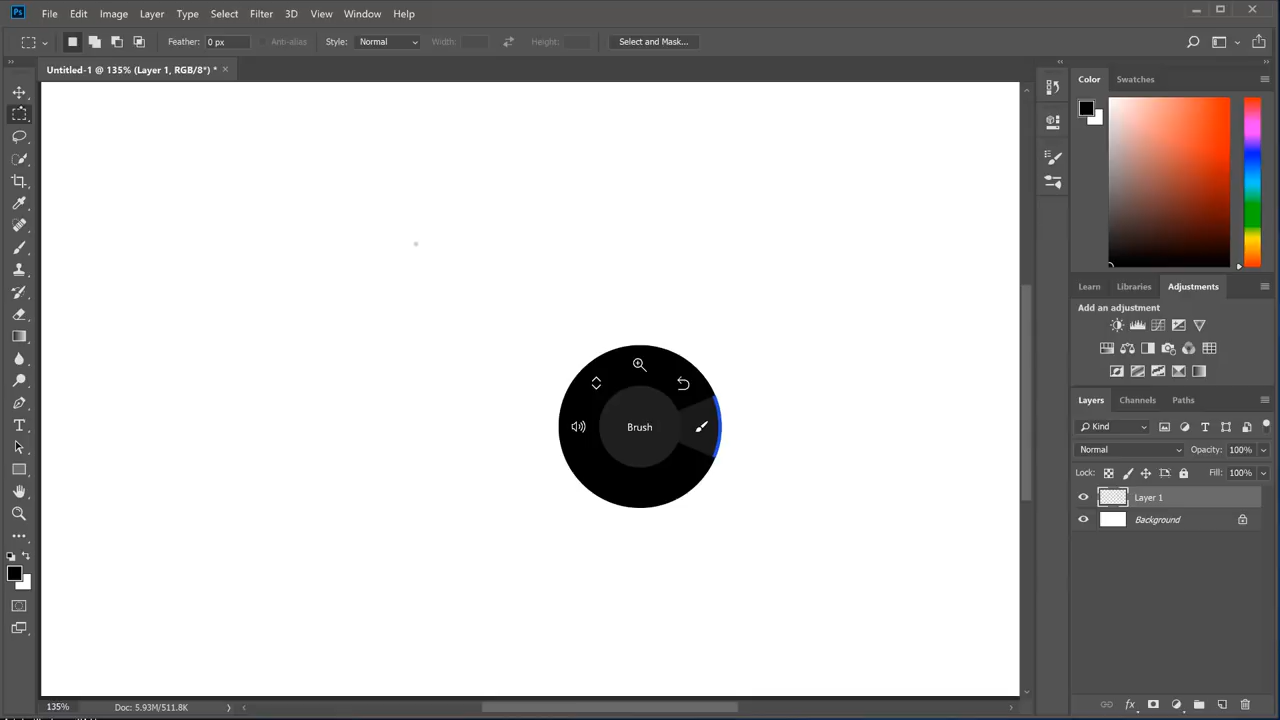 Ps File Edit Image Layer Type Select Filter 3D View Window Help
Feather: 0 px Anti-alias Style: Normal Width: Height: Select and Mask...
Untitled-1 @ 135% (Layer 1, RGB/8*) * ×
Color Swatches
Brush
Learn Libraries Adjustments
Add an adjustment
Layers Channels Paths
Kind
Normal Opacity: 100%
Lock: Fill: 100%
Layer 1
Background
135% Doc: 5.93M/511.8K